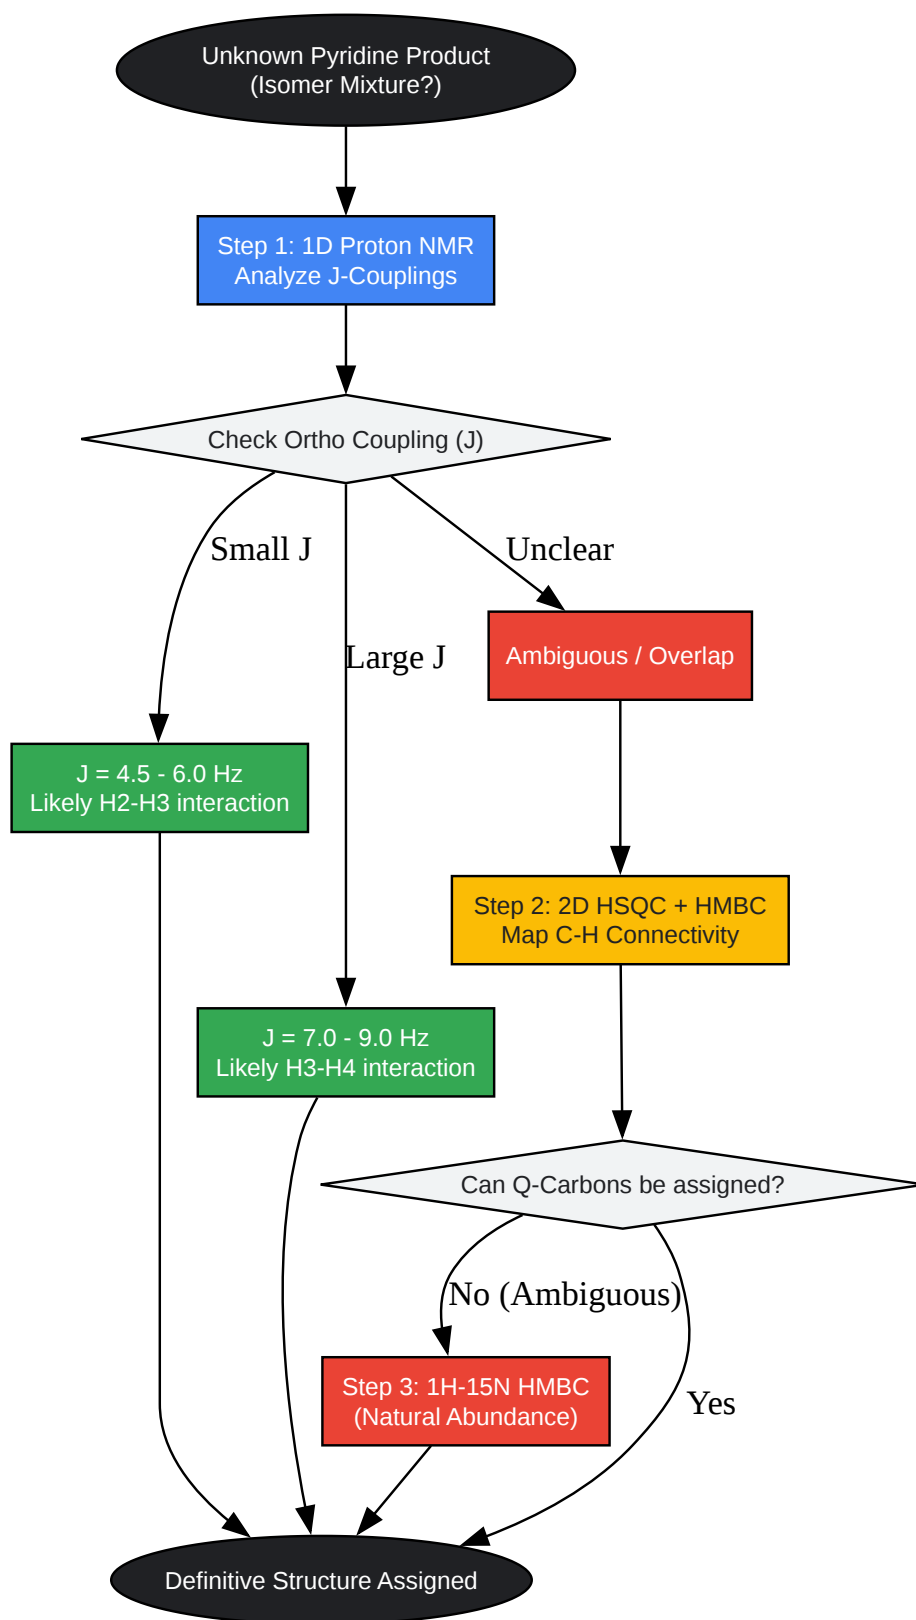 Unknown Pyridine Product
(Isomer Mixture?)
Step 1: 1D Proton NMR
Analyze J-Couplings
Check Ortho Coupling (J)
Small J
Unclear
Large J
Ambiguous / Overlap
J = 4.5 - 6.0 Hz
Likely H2-H3 interaction
Step 2: 2D HSQC + HMBC
Map C-H Connectivity
J = 7.0 - 9.0 Hz
Likely H3-H4 interaction
Can Q-Carbons be assigned?
No (Ambiguous)
Step 3: 1H-15N HMBC
(Natural Abundance)
Yes
Definitive Structure Assigned